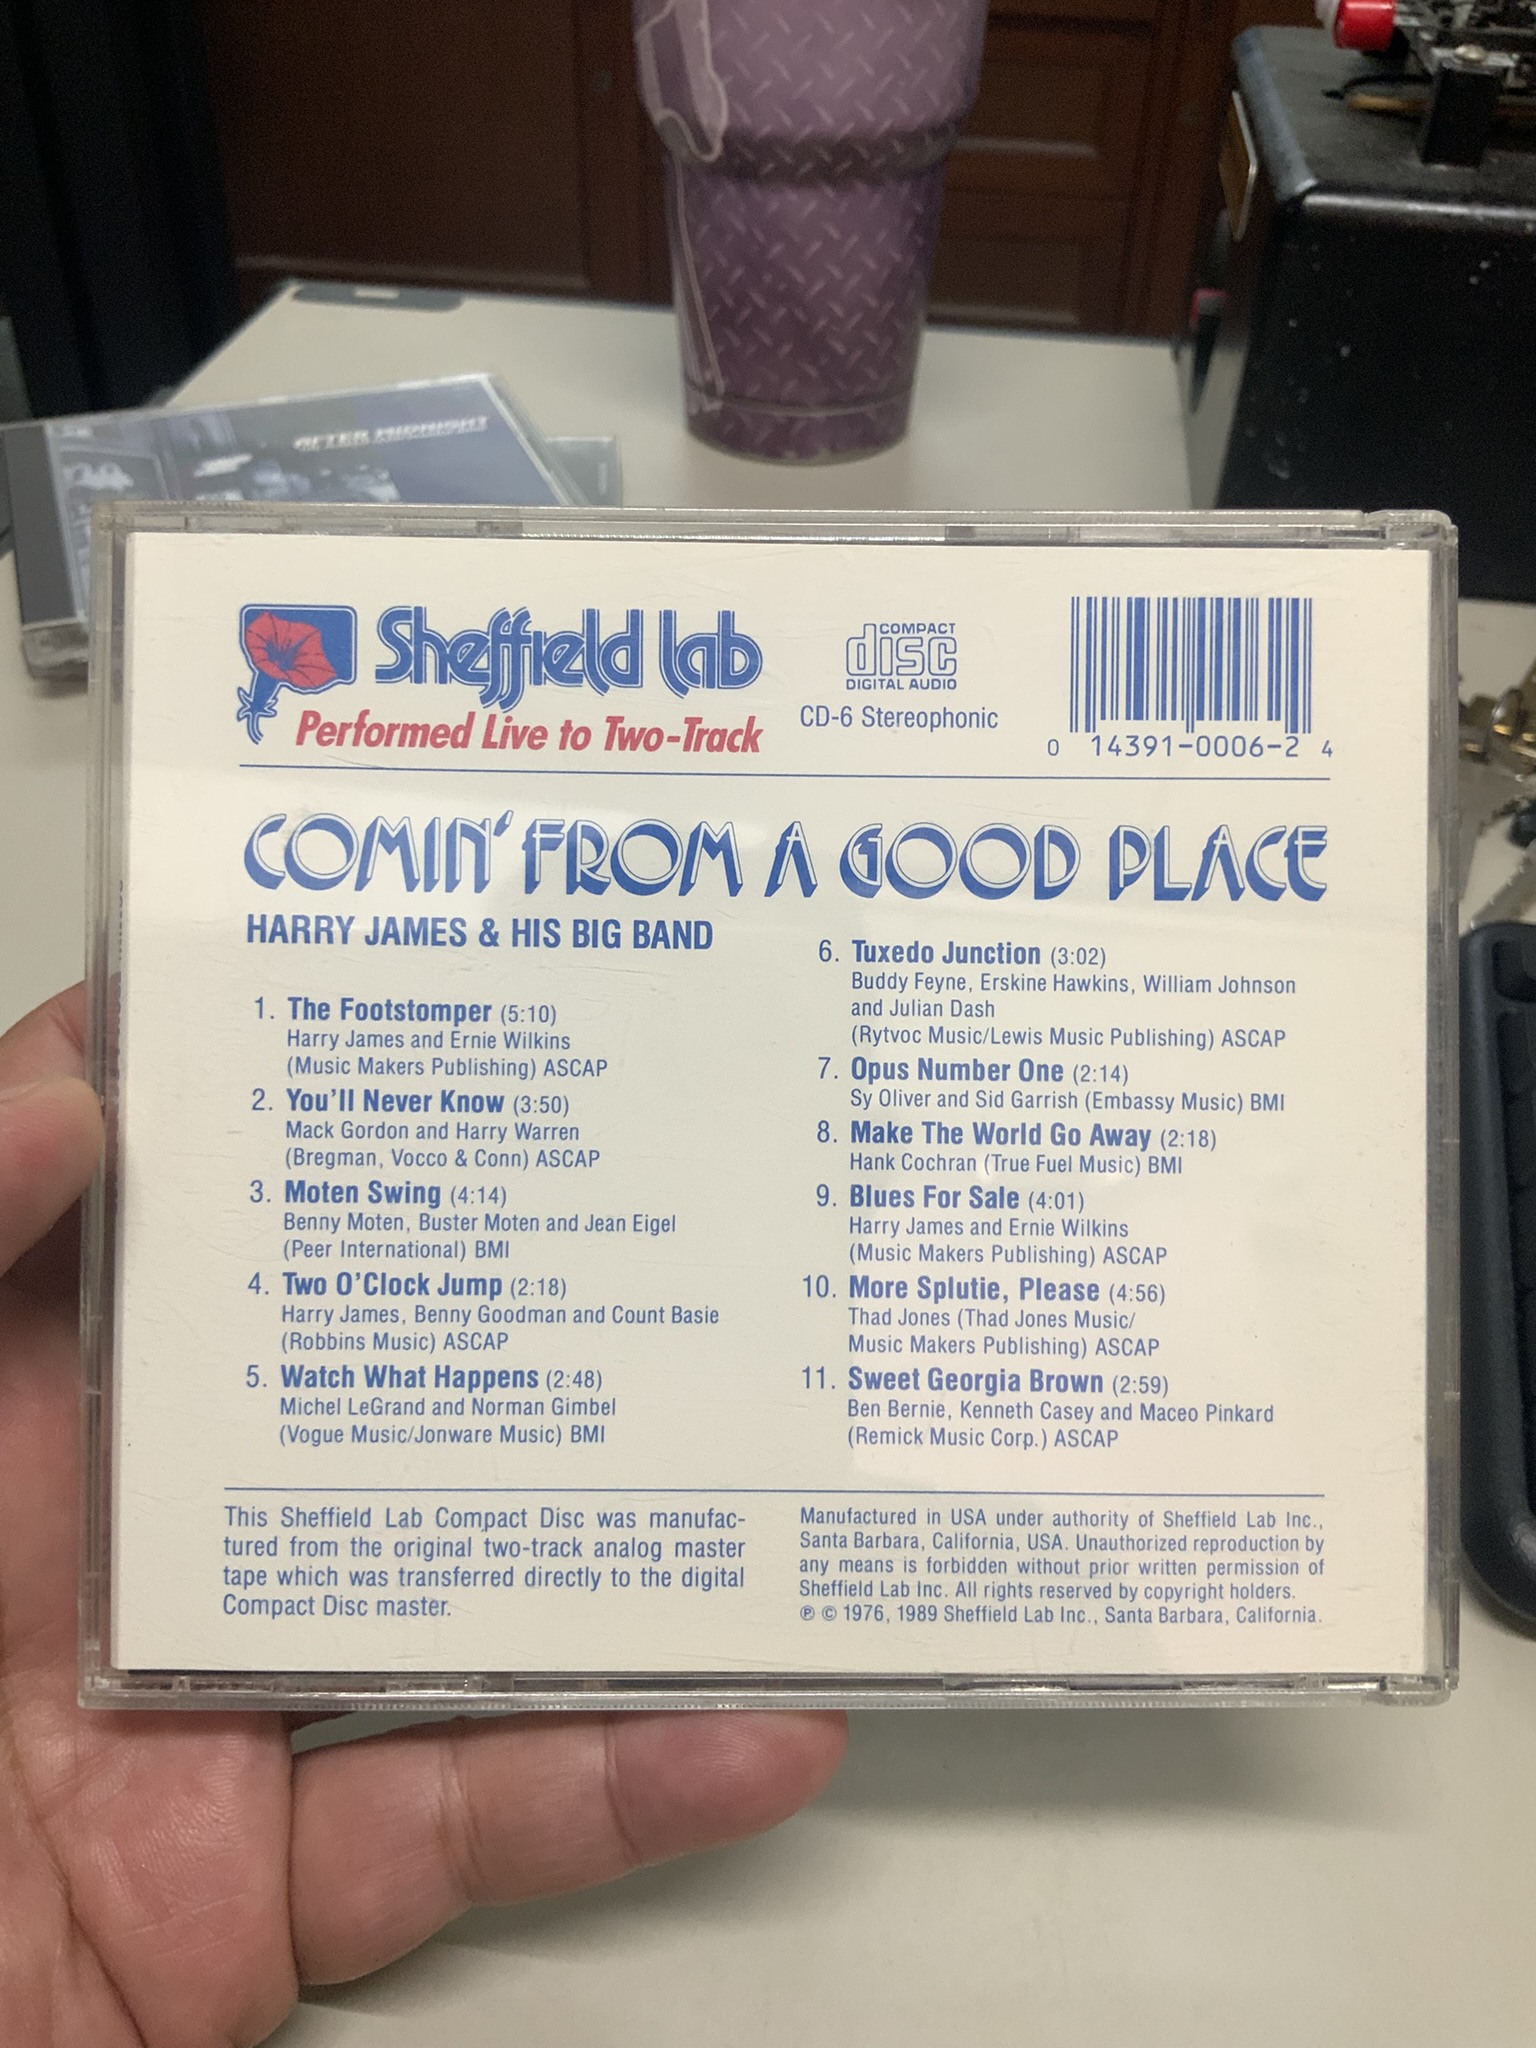 AFTER MIDNIGHT
Sheffield Lab
Performed Live to Two-Track
COMPACT
disc
DIGITAL AUDIO
CD-6 Stereophonic
0 14391-0006-2 4
COMIN' FROM A GOOD PLACE
HARRY JAMES & HIS BIG BAND
1. The Footstomper (5:10)
Harry James and Ernie Wilkins
(Music Makers Publishing) ASCAP
2. You'll Never Know (3:50)
Mack Gordon and Harry Warren
(Bregman, Vocco & Conn) ASCAP
3. Moten Swing (4:14)
Benny Moten, Buster Moten and Jean Eigel
(Peer International) BMI
4. Two O'Clock Jump (2:18)
Harry James, Benny Goodman and Count Basie
(Robbins Music) ASCAP
5. Watch What Happens (2:48)
Michel LeGrand and Norman Gimbel
(Vogue Music/Jonware Music) BMI
6. Tuxedo Junction (3:02)
Buddy Feyne, Erskine Hawkins, William Johnson
and Julian Dash
(Rytvoc Music/Lewis Music Publishing) ASCAP
7. Opus Number One (2:14)
Sy Oliver and Sid Garrish (Embassy Music) BMI
8. Make The World Go Away (2:18)
Hank Cochran (True Fuel Music) BMI
9. Blues For Sale (4:01)
Harry James and Ernie Wilkins
(Music Makers Publishing) ASCAP
10. More Splutie, Please (4:56)
Thad Jones (Thad Jones Music/
Music Makers Publishing) ASCAP
11. Sweet Georgia Brown (2:59)
Ben Bernie, Kenneth Casey and Maceo Pinkard
(Remick Music Corp.) ASCAP
This Sheffield Lab Compact Disc was manufac-
tured from the original two-track analog master
tape which was transferred directly to the digital
Compact Disc master.
Manufactured in USA under authority of Sheffield Lab Inc.,
Santa Barbara, California, USA. Unauthorized reproduction by
any means is forbidden without prior written permission of
Sheffield Lab Inc. All rights reserved by copyright holders.
℗ © 1976, 1989 Sheffield Lab Inc., Santa Barbara, California.